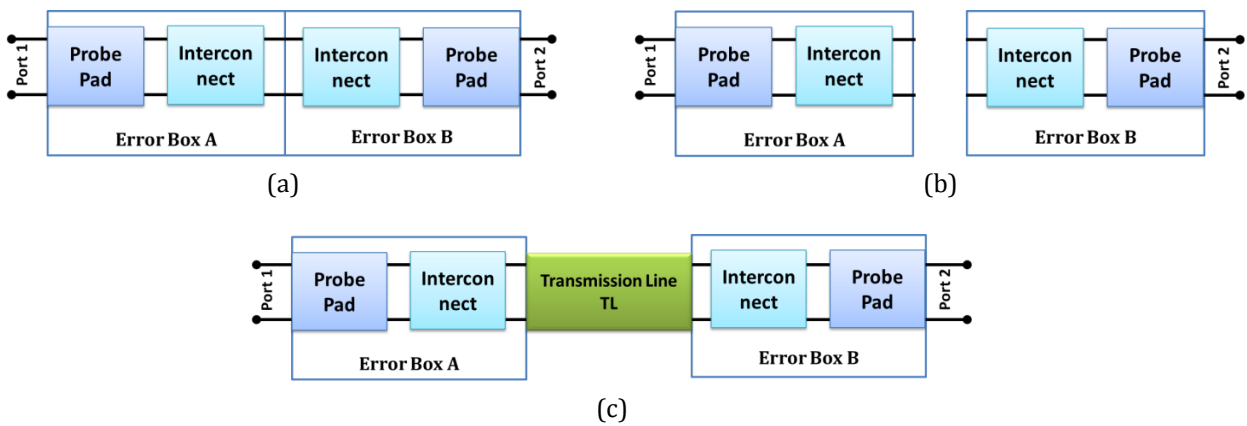 Port 1
Probe
Pad
Intercon
nect
Intercon
nect
Probe
Pad
Port 2
Error Box A
Error Box B
(a)
Port 1
Probe
Pad
Intercon
nect
Intercon
nect
Probe
Pad
Port 2
Error Box A
Error Box B
(b)
Port 1
Probe
Pad
Intercon
nect
Transmission Line
TL
Intercon
nect
Probe
Pad
Port 2
Error Box A
Error Box B
(c)